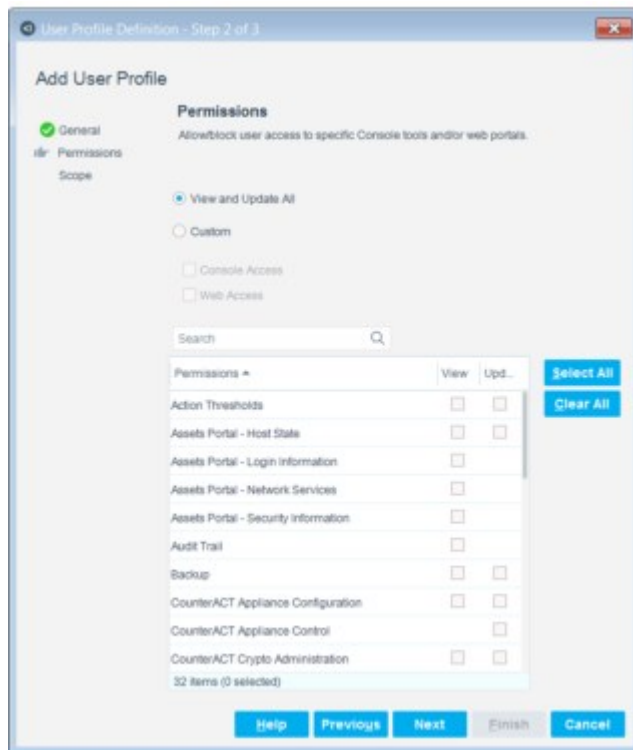 User Profile Definition - Step 2 of 3
Add User Profile
General
Permissions
Scope
Permissions
Allow/block user access to specific Console tools and/or web portals.
View and Update All
Custom
Console Access
Web Access
Search
Permissions View Upd...
Select All
Action Thresholds
Clear All
Assets Portal - Host State
Assets Portal - Login Information
Assets Portal - Network Services
Assets Portal - Security Information
Audit Trail
Backup
CounterACT Appliance Configuration
CounterACT Appliance Control
CounterACT Crypto Administration
32 items (0 selected)
Help Previous Next Finish Cancel